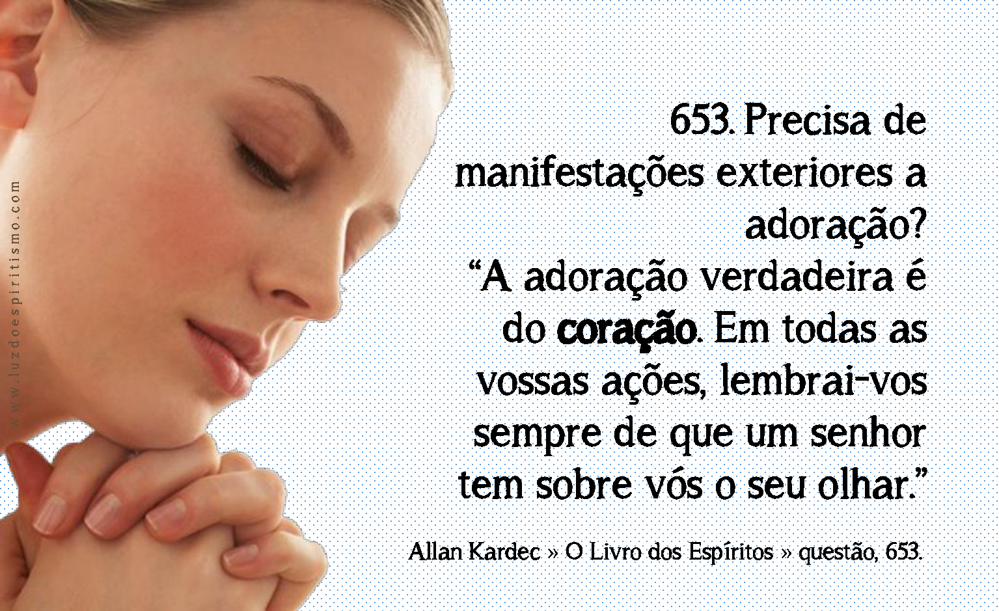 653. Precisa de
manifestações exteriores a
adoração?
“A adoração verdadeira é
do coração. Em todas as
vossas ações, lembrai-vos
sempre de que um senhor
tem sobre vós o seu olhar.”
Allan Kardec » O Livro dos Espíritos » questão, 653.
www.luzdoespiritismo.com